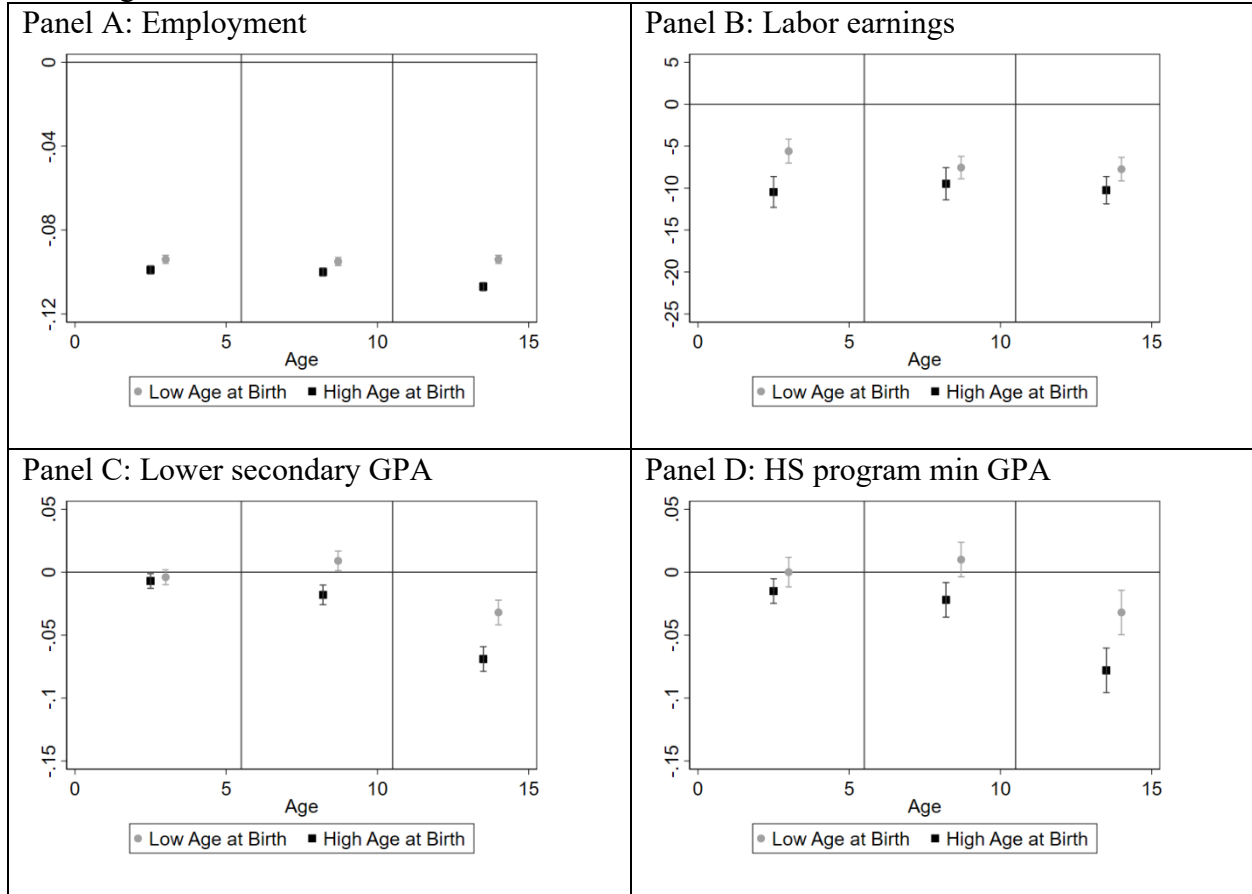 Panel A: Employment
0
-.04
-.08
-.12
0 5 10 15
Age
Low Age at Birth High Age at Birth
Panel B: Labor earnings
5
0
-5
-10
-15
-20
-25
0 5 10 15
Age
Low Age at Birth High Age at Birth
Panel C: Lower secondary GPA
.05
0
-.05
-.1
-.15
0 5 10 15
Age
Low Age at Birth High Age at Birth
Panel D: HS program min GPA
.05
0
-.05
-.1
-.15
0 5 10 15
Age
Low Age at Birth High Age at Birth